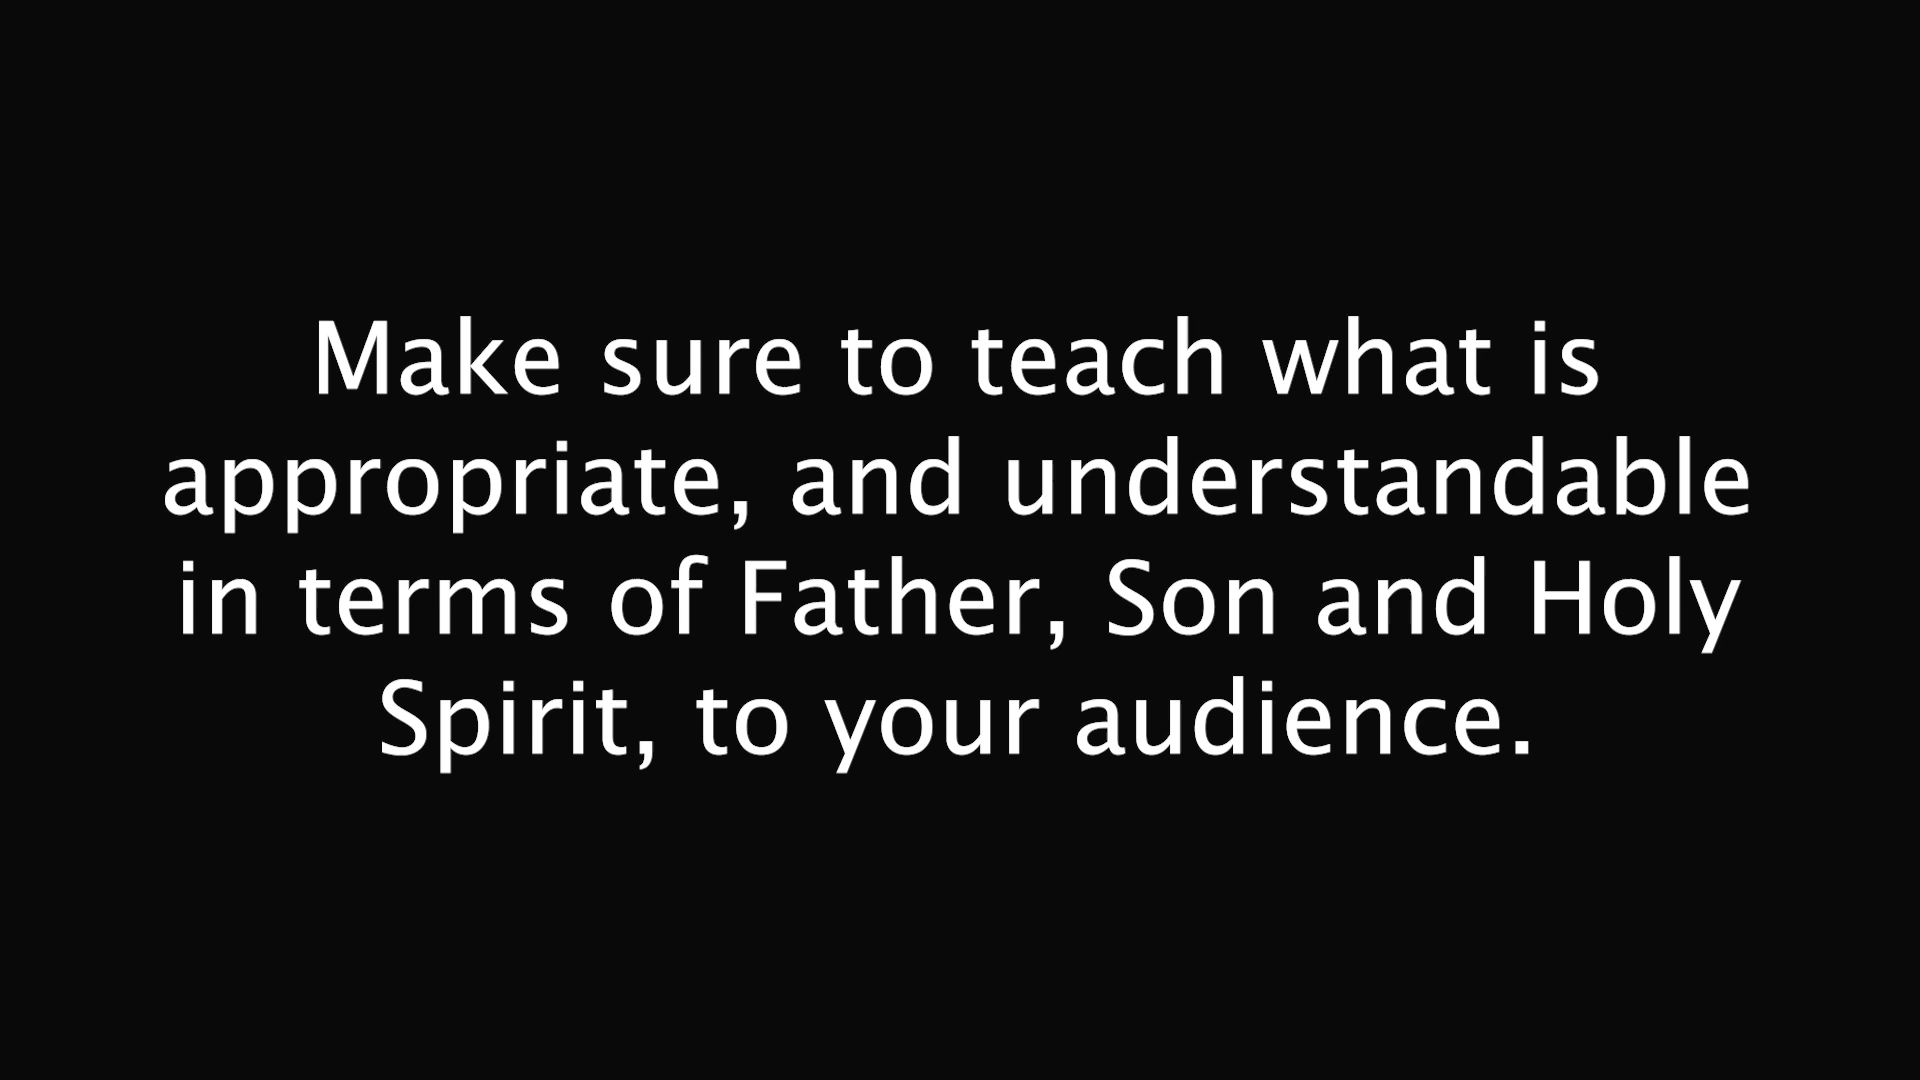 Make sure to teach what is
appropriate, and understandable
in terms of Father, Son and Holy
Spirit, to your audience.